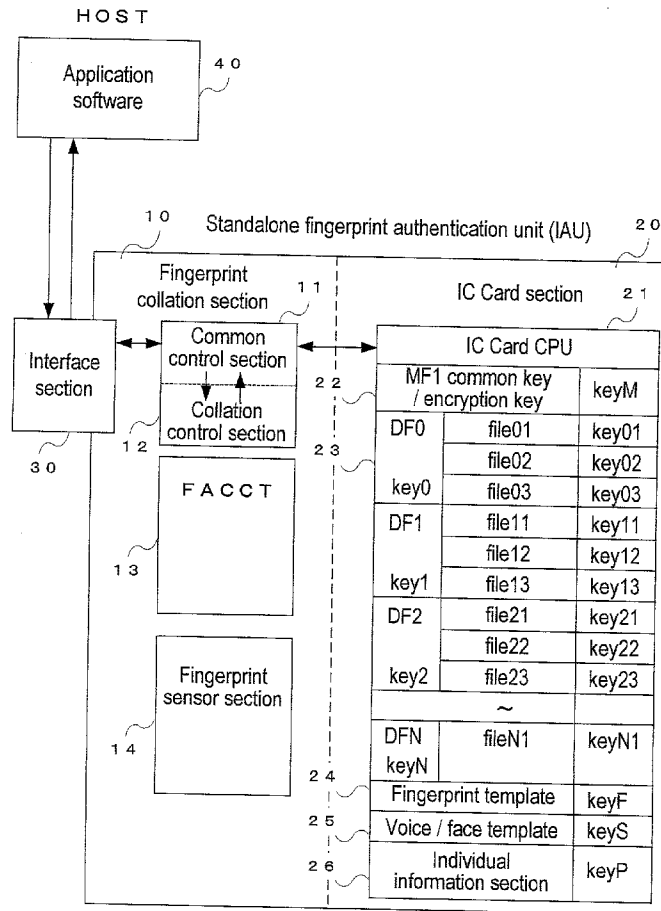 HOST
Application
software
40
10
Standalone fingerprint authentication unit (IAU)
20
Fingerprint
collation section
11
IC Card section
21
Interface
section
30
Common
control section
Collation
control section
12
FACCT
13
Fingerprint
sensor section
14
IC Card CPU
22
MF1 common key
/ encryption key
keyM
23
DF0
file01
key01
file02
key02
key0
file03
key03
DF1
file11
key11
file12
key12
key1
file13
key13
DF2
file21
key21
file22
key22
key2
file23
key23
~
DFN
fileN1
keyN1
keyN
24
Fingerprint template
keyF
25
Voice / face template
keyS
26
Individual
information section
keyP